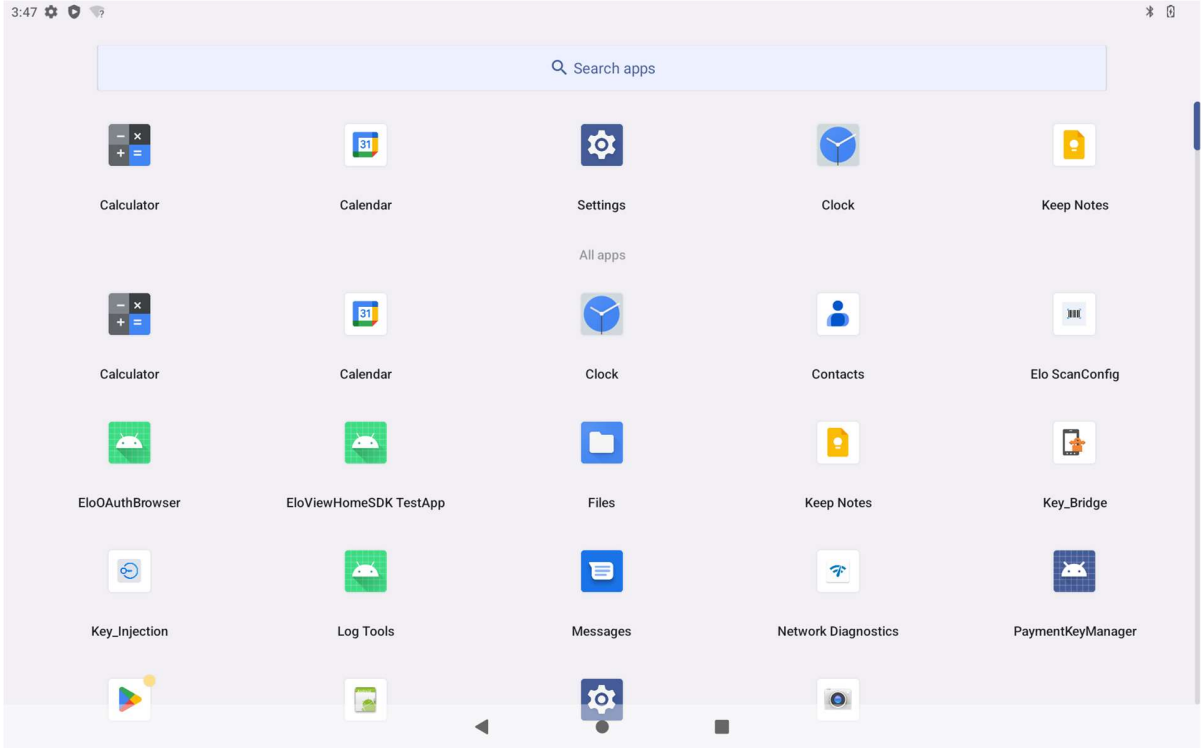 3:47
Search apps
Calculator Calendar Settings Clock Keep Notes
All apps
Calculator Calendar Clock Contacts Elo ScanConfig
EloOAuthBrowser EloViewHomeSDK TestApp Files Keep Notes Key_Bridge
Key_Injection Log Tools Messages Network Diagnostics PaymentKeyManager